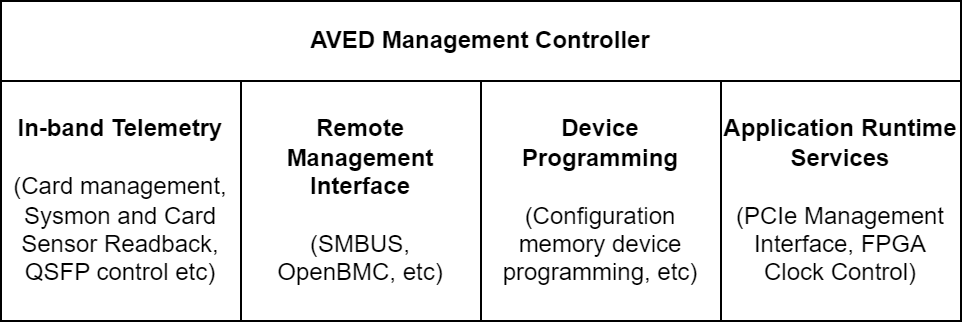 AVED Management Controller
In-band Telemetry
(Card management,
Sysmon and Card
Sensor Readback,
QSFP control etc)
Remote
Management
Interface
(SMBUS,
OpenBMC, etc)
Device
Programming
(Configuration
memory device
programming, etc)
Application Runtime
Services
(PCIe Management
Interface, FPGA
Clock Control)